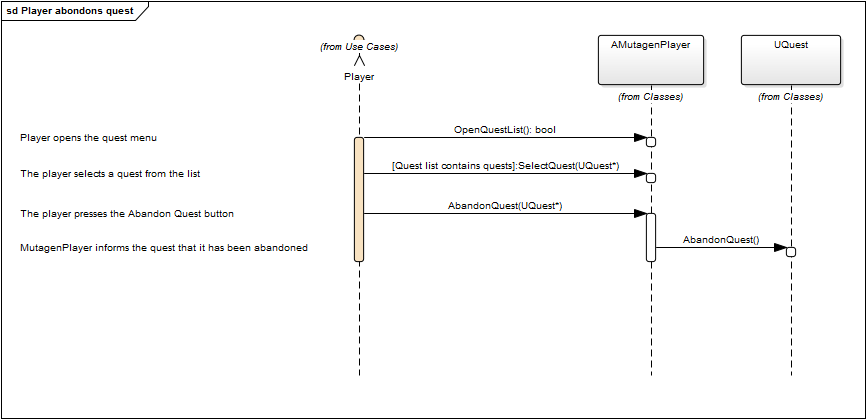 sd Player abondons quest
(from Use Cases)
Player
AMutagenPlayer
(from Classes)
UQuest
(from Classes)
Player opens the quest menu
OpenQuestList(): bool
The player selects a quest from the list
[Quest list contains quests]:SelectQuest(UQuest*)
The player presses the Abandon Quest button
AbandonQuest(UQuest*)
MutagenPlayer informs the quest that it has been abandoned
AbandonQuest()